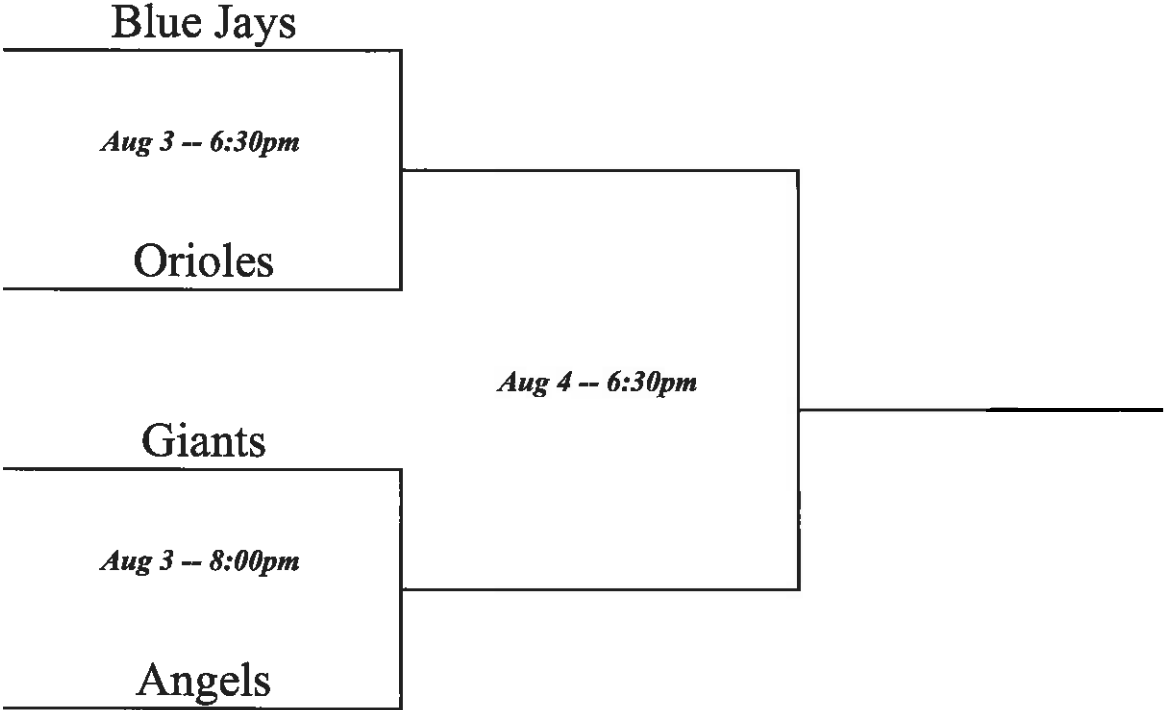 Blue Jays
Aug 3 -- 6:30pm
Orioles
Aug 4 -- 6:30pm
Giants
Aug 3 -- 8:00pm
Angels